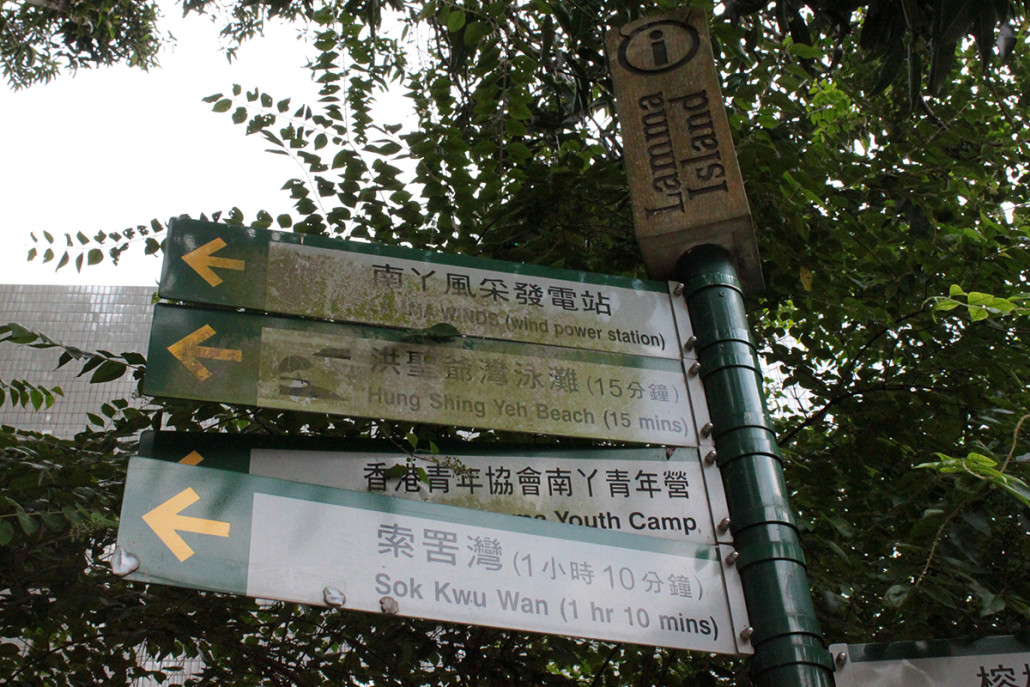 i
Lamma
Island
南丫風采發電站
WINDS (wind power station)
洪聖爺灣泳灘 (15分鐘)
Hung Shing Yeh Beach (15 mins)
香港青年協會南丫青年營
Youth Camp
索罟灣 (1小時10分鐘)
Sok Kwu Wan (1 hr 10 mins)
榕